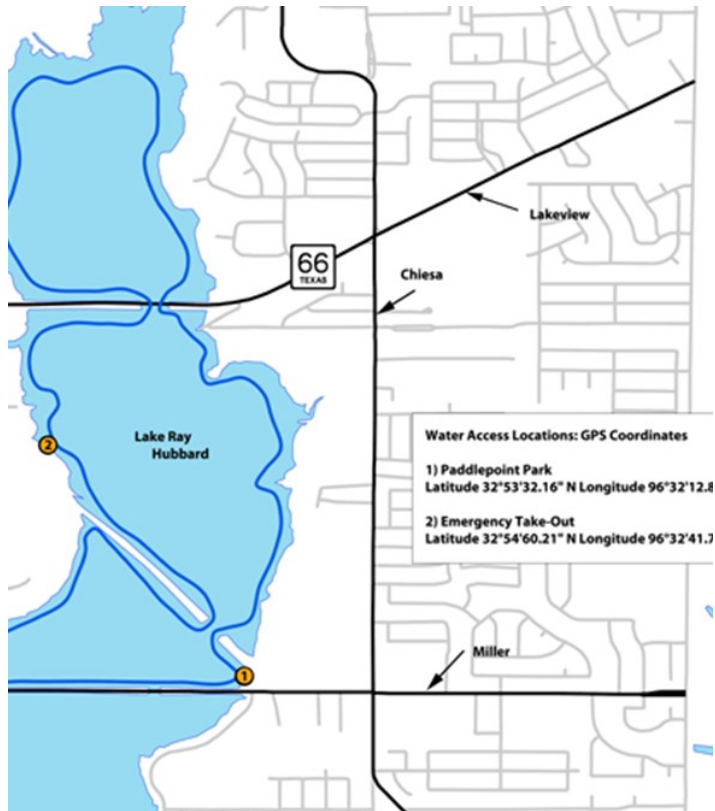 Lakeview
66
TEXAS
Chiesa
Lake Ray
Hubbard
2
Water Access Locations: GPS Coordinates
1) Paddlepoint Park
Latitude 32°53'32.16" N Longitude 96°32'12.8
2) Emergency Take-Out
Latitude 32°54'60.21" N Longitude 96°32'41.7
Miller
1